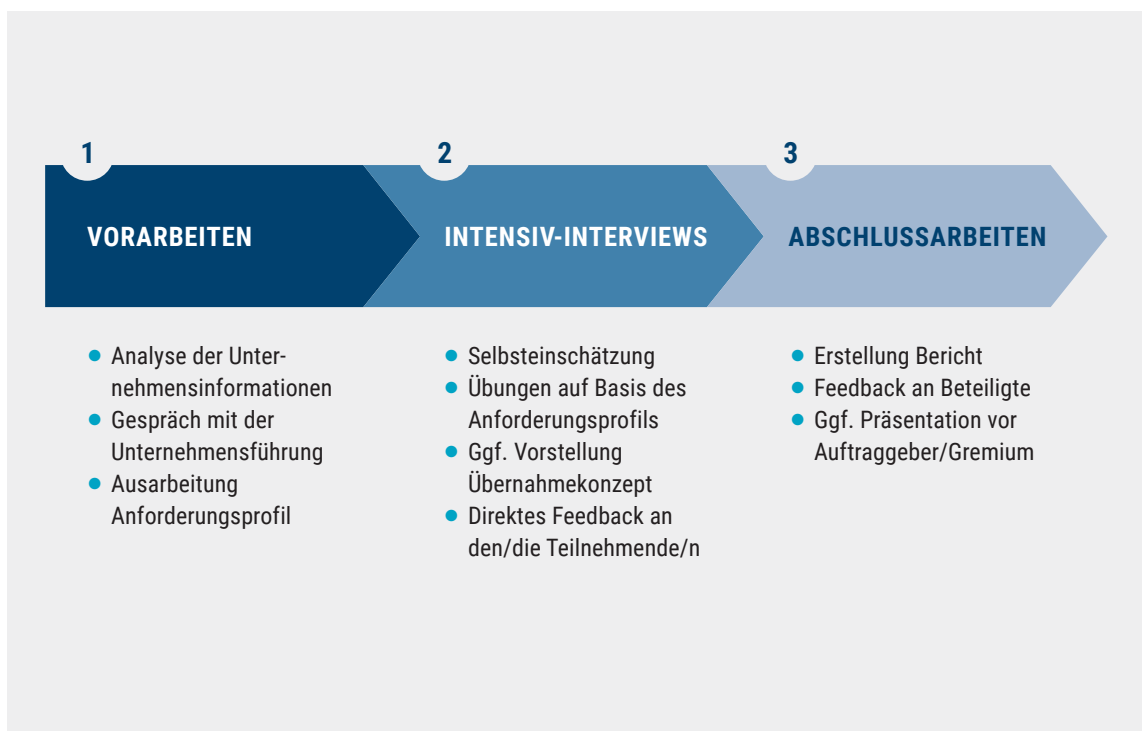 1
VORARBEITEN
● Analyse der Unter-
nehmensinformationen
● Gespräch mit der
Unternehmensführung
● Ausarbeitung
Anforderungsprofil
2
INTENSIV-INTERVIEWS
● Selbsteinschätzung
● Übungen auf Basis des
Anforderungsprofils
● Ggf. Vorstellung
Übernahmekonzept
● Direktes Feedback an
den/die Teilnehmende/n
3
ABSCHLUSSARBEITEN
● Erstellung Bericht
● Feedback an Beteiligte
● Ggf. Präsentation vor
Auftraggeber/Gremium